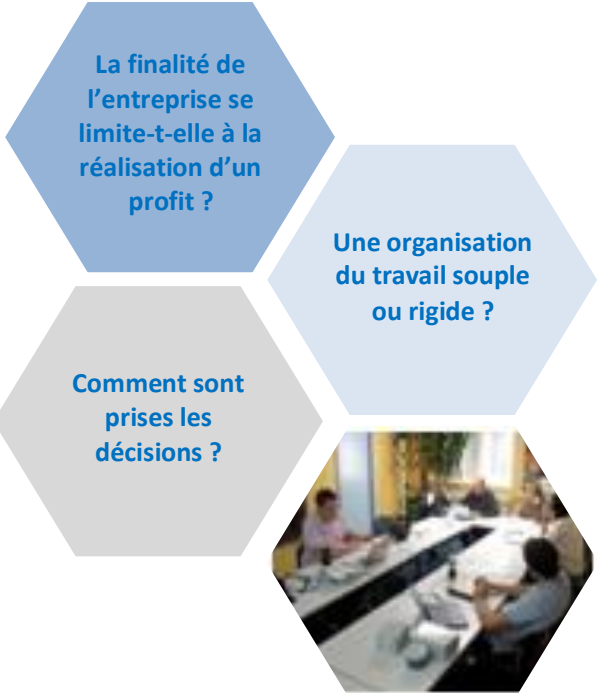 La finalité de
l'entreprise se
limite-t-elle à la
réalisation d'un
profit ?
Une organisation
du travail souple
ou rigide ?
Comment sont
prises les
décisions ?